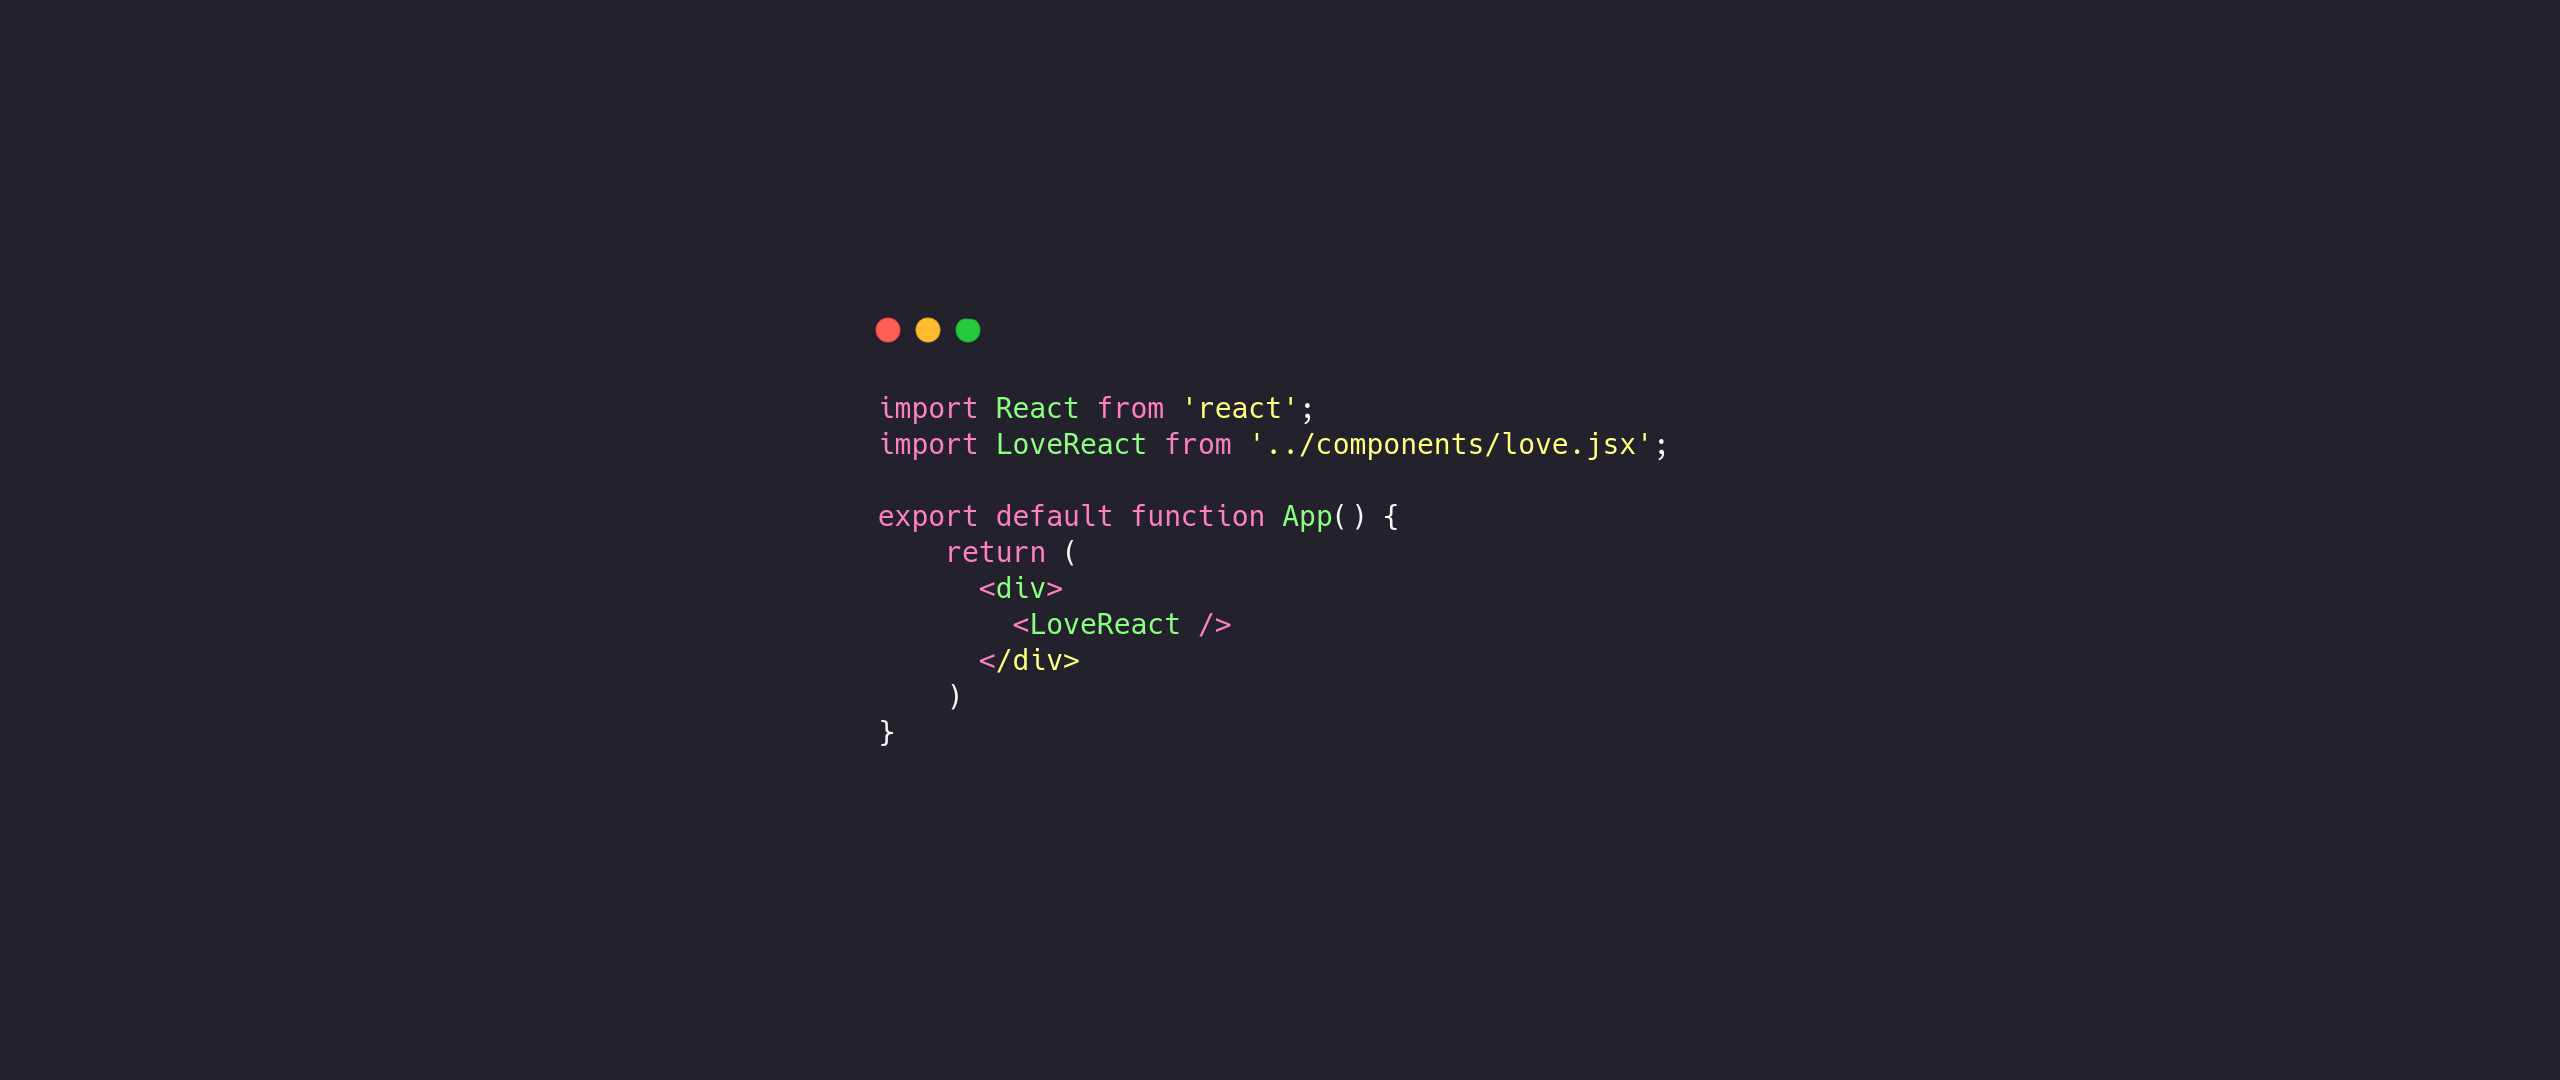 import React from 'react';
import LoveReact from '../components/love.jsx';

export default function App() {
    return (
      <div>
        <LoveReact />
      </div>
    )
}